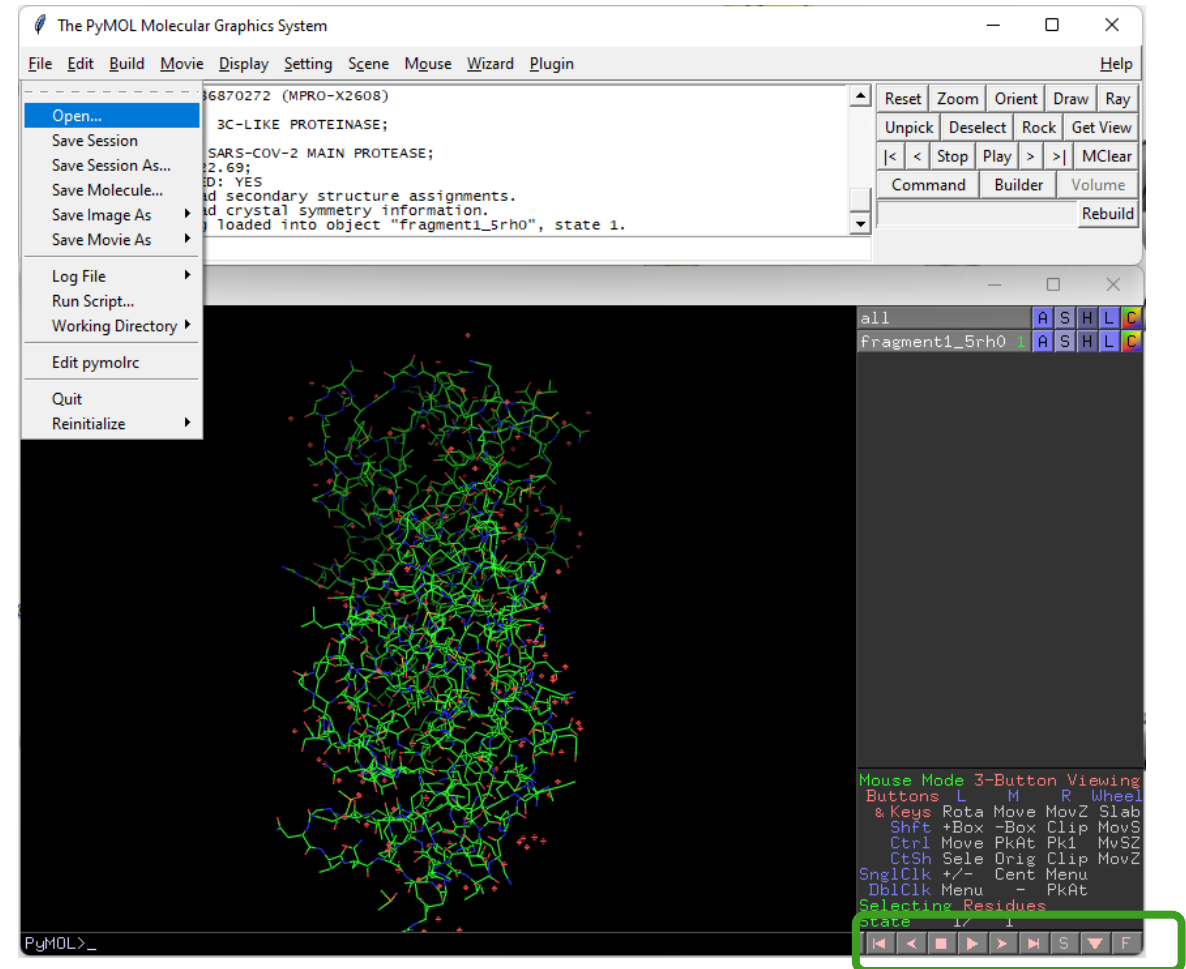 The PyMOL Molecular Graphics System
File Edit Build Movie Display Setting Scene Mouse Wizard Plugin Help
Open...
Save Session
Save Session As...
Save Molecule...
Save Image As
Save Movie As
Log File
Run Script...
Working Directory
Edit pymolrc
Quit
Reinitialize
6870272 (MPRO-X2608)
3C-LIKE PROTEINASE;
SARS-COV-2 MAIN PROTEASE;
22.69;
ED: YES
ad secondary structure assignments.
ad crystal symmetry information.
loaded into object "fragment1_5rh0", state 1.
Reset Zoom Orient Draw Ray
Unpick Deselect Rock Get View
|< < Stop Play > >| MClear
Command Builder Volume
Rebuild
all A S H L C
fragment1_5rh0 1 A S H L C
Mouse Mode 3-Button Viewing
Buttons L M R Wheel
& Keys Rota Move MovZ Slab
Shft +Box -Box Clip MovS
Ctrl Move PkAt Pk1 MvSZ
CtSh Sele Orig Clip MovZ
SnglClk +/- Cent Menu
DblClk Menu - PkAt
Selecting Residues
State 1/ 1
S F
PyMOL>_